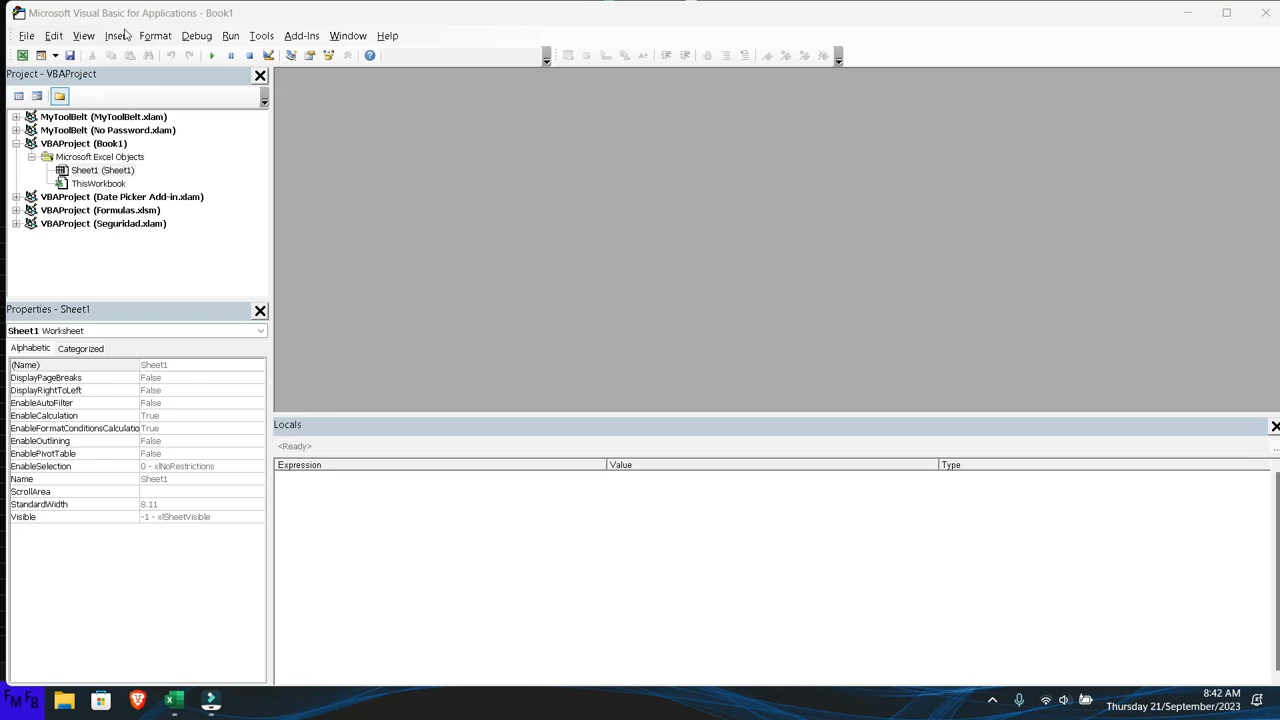 Microsoft Visual Basic for Applications - Book1
File Edit View Insert Format Debug Run Tools Add-Ins Window Help
Project - VBAProject
MyToolBelt (MyToolBelt.xlam)
MyToolBelt (No Password.xlam)
VBAProject (Book1)
Microsoft Excel Objects
Sheet1 (Sheet1)
ThisWorkbook
VBAProject (Date Picker Add-in.xlam)
VBAProject (Formulas.xlsm)
VBAProject (Seguridad.xlam)
Properties - Sheet1
Sheet1 Worksheet
Alphabetic Categorized
(Name) Sheet1
DisplayPageBreaks False
DisplayRightToLeft False
EnableAutoFilter False
EnableCalculation True
EnableFormatConditionsCalculatio True
EnableOutlining False
EnablePivotTable False
EnableSelection 0 - xlNoRestrictions
Name Sheet1
ScrollArea
StandardWidth 8.11
Visible -1 - xlSheetVisible
Locals
<Ready>
Expression Value Type
FM FB
8:42 AM
Thursday 21/September/2023